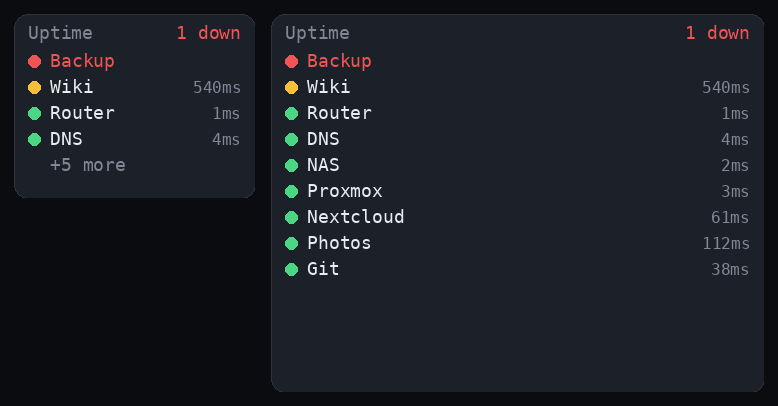 Uptime 1 down
Backup
Wiki 540ms
Router 1ms
DNS 4ms
+5 more
Uptime 1 down
Backup
Wiki 540ms
Router 1ms
DNS 4ms
NAS 2ms
Proxmox 3ms
Nextcloud 61ms
Photos 112ms
Git 38ms